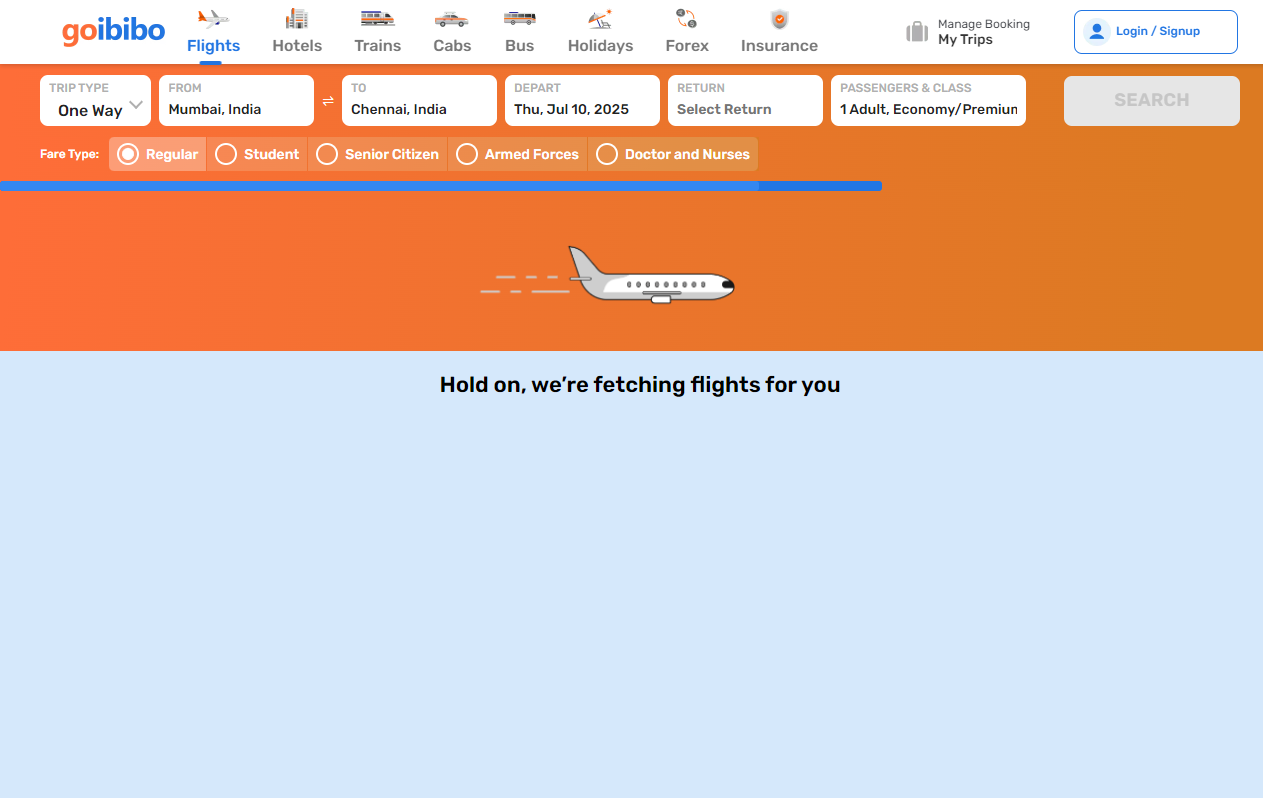 goibibo
Flights
Hotels
Trains
Cabs
Bus
Holidays
Forex
Insurance
Manage Booking
My Trips
Login / Signup
TRIP TYPE
One Way
FROM
Mumbai, India
TO
Chennai, India
DEPART
Thu, Jul 10, 2025
RETURN
Select Return
PASSENGERS & CLASS
1 Adult, Economy/Premiun
SEARCH
Fare Type:
Regular
Student
Senior Citizen
Armed Forces
Doctor and Nurses
Hold on, we’re fetching flights for you